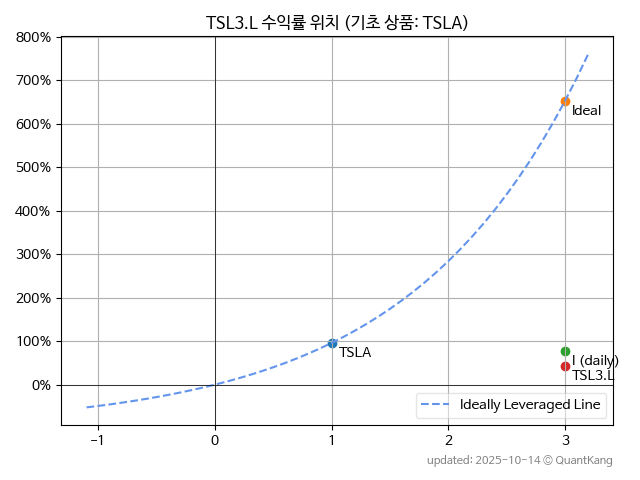 TSL3.L 수익률 위치 (기초 상품: TSLA)
800%
700%
600%
500%
400%
300%
200%
100%
0%
Ideal
TSLA
I (daily)
TSL3.L
Ideally Leveraged Line
−1
0
1
2
3
updated: 2025-10-14 © QuantKang